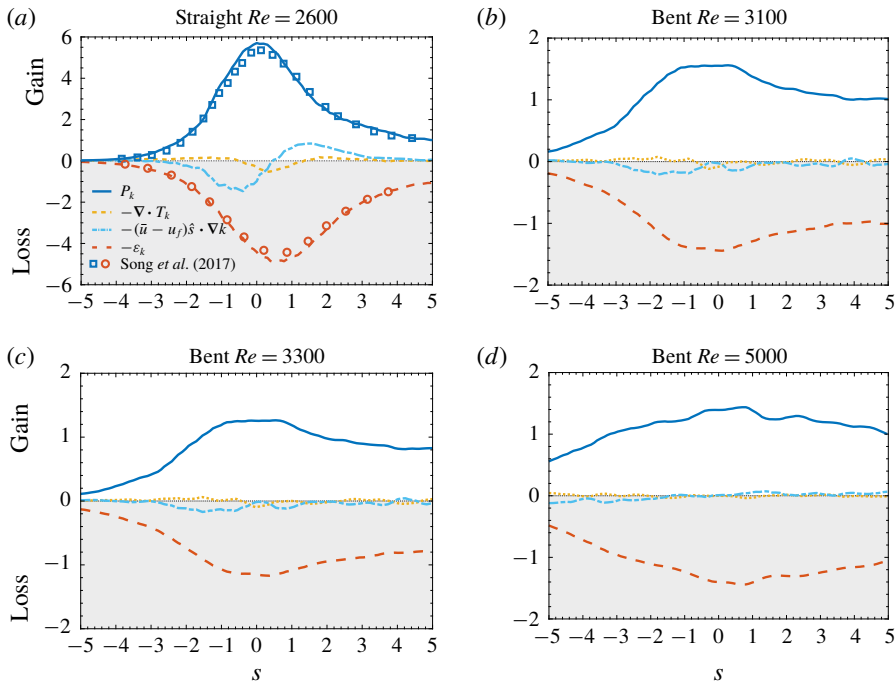 (a) Straight Re = 2600
Gain
Loss
6
4
2
0
−2
−4
−6
P_k
−∇ · T_k
−(ū − u_f)ŝ · ∇k
−ε_k
Song et al. (2017)
−5 −4 −3 −2 −1 0 1 2 3 4 5
(b) Bent Re = 3100
2
1
0
−1
−2
−5 −4 −3 −2 −1 0 1 2 3 4 5
(c) Bent Re = 3300
Gain
Loss
2
1
0
−1
−2
−5 −4 −3 −2 −1 0 1 2 3 4 5
s
(d) Bent Re = 5000
2
1
0
−1
−2
−5 −4 −3 −2 −1 0 1 2 3 4 5
s